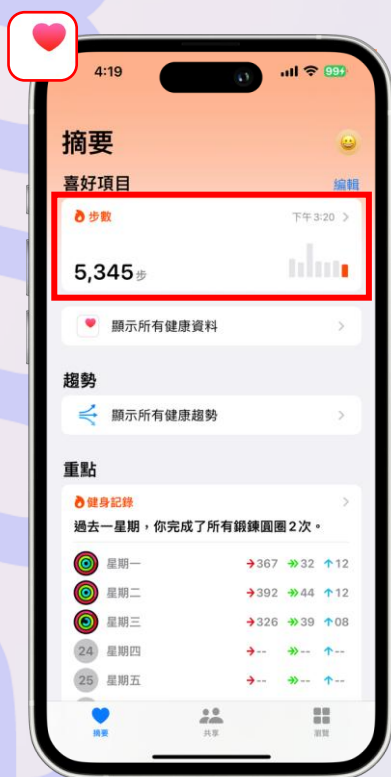 4:19
99+
摘要
喜好項目 編輯
步數 下午3:20
5,345步
顯示所有健康資料
趨勢
顯示所有健康趨勢
重點
健身記錄
過去一星期，你完成了所有鍛鍊圓圈2次。
星期一 367 32 12
星期二 392 44 12
星期三 326 39 08
24 星期四 -- -- --
25 星期五 -- -- --
摘要 共享 瀏覽